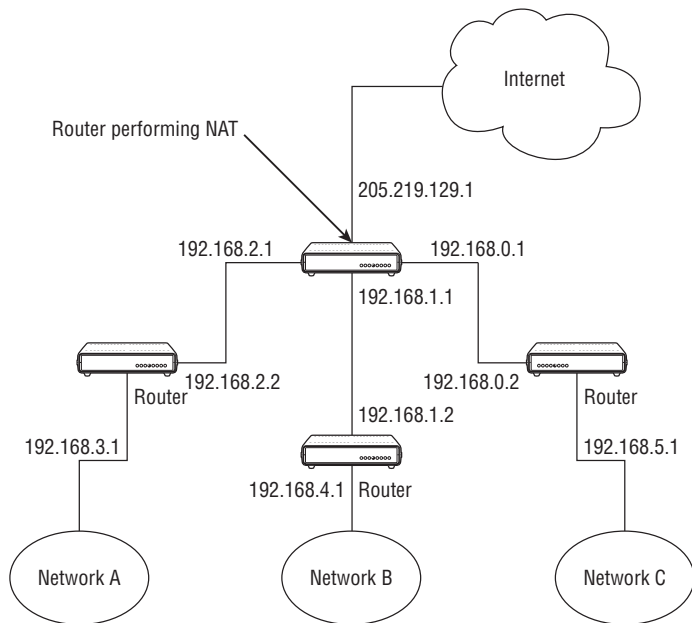 Internet
Router performing NAT
205.219.129.1
192.168.2.1
192.168.0.1
192.168.1.1
Router
192.168.2.2
192.168.0.2
Router
192.168.1.2
192.168.3.1
192.168.5.1
192.168.4.1
Router
Network A
Network B
Network C